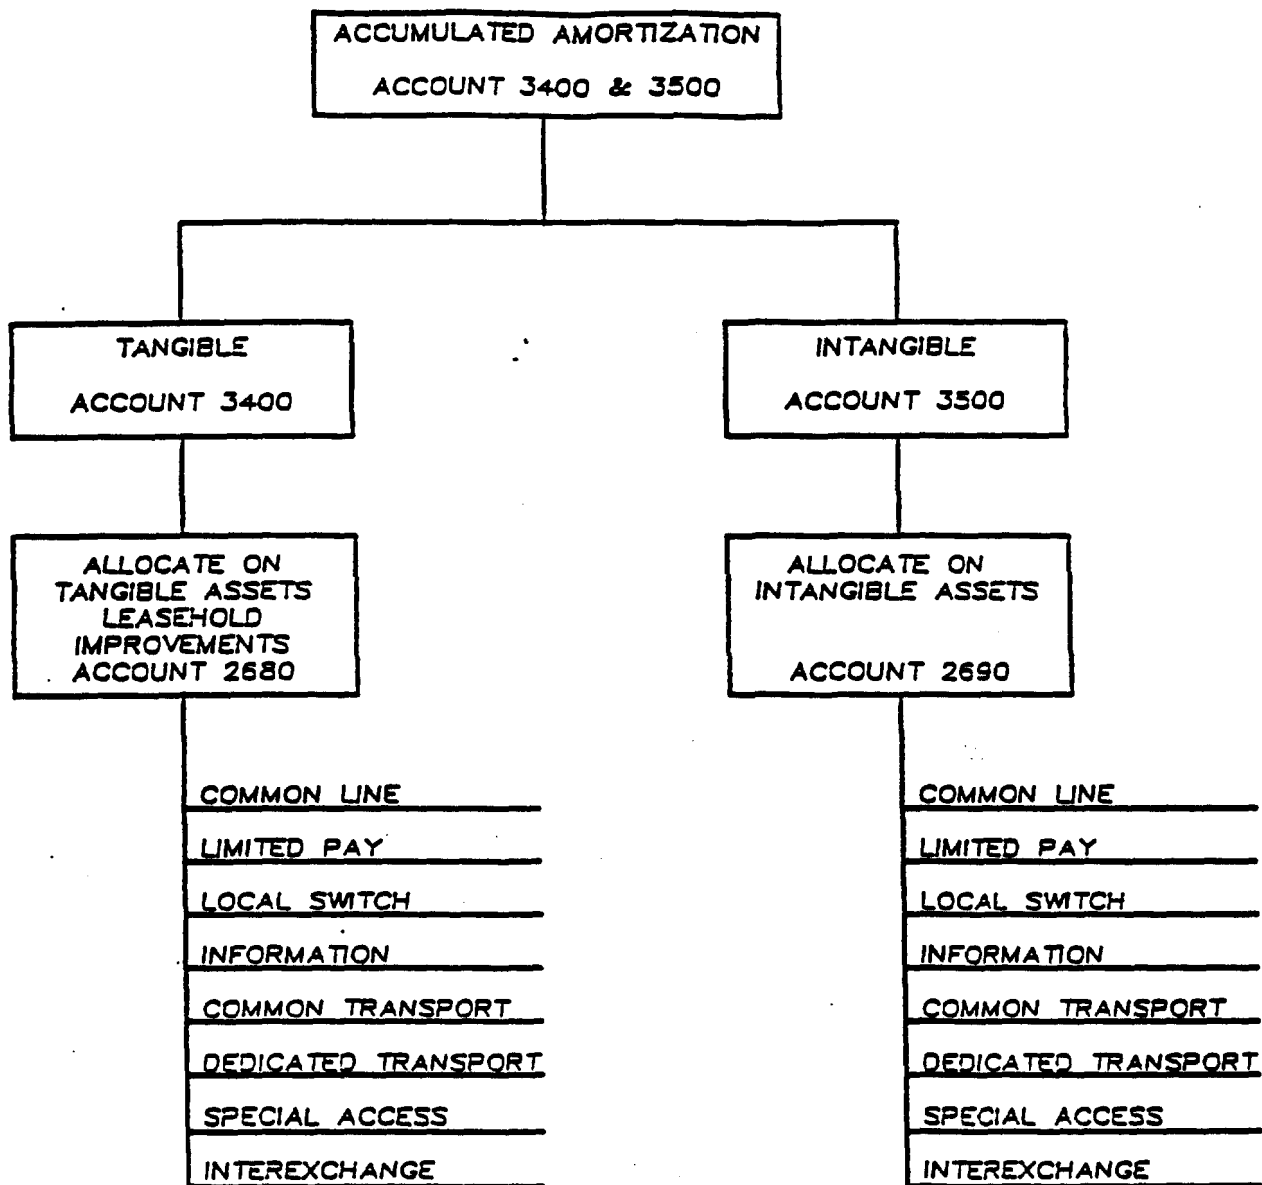 ACCUMULATED AMORTIZATION
ACCOUNT 3400 & 3500
TANGIBLE
ACCOUNT 3400
INTANGIBLE
ACCOUNT 3500
ALLOCATE ON
TANGIBLE ASSETS
LEASEHOLD
IMPROVEMENTS
ACCOUNT 2680
ALLOCATE ON
INTANGIBLE ASSETS
ACCOUNT 2690
COMMON LINE
LIMITED PAY
LOCAL SWITCH
INFORMATION
COMMON TRANSPORT
DEDICATED TRANSPORT
SPECIAL ACCESS
INTEREXCHANGE
COMMON LINE
LIMITED PAY
LOCAL SWITCH
INFORMATION
COMMON TRANSPORT
DEDICATED TRANSPORT
SPECIAL ACCESS
INTEREXCHANGE